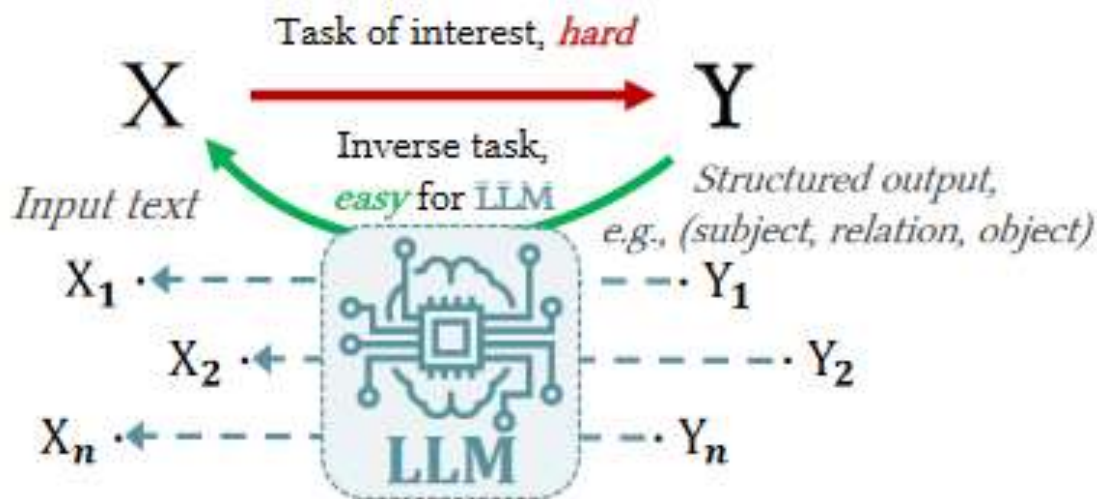 Task of interest, hard
X
Y
Inverse task,
easy for LLM
Input text
Structured output,
e.g., (subject, relation, object)
X₁
Y₁
X₂
Y₂
Xₙ
Yₙ
LLM